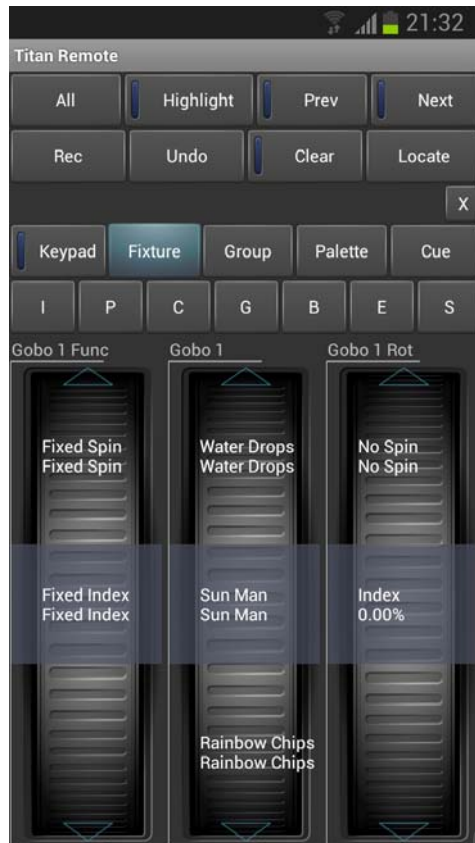 21:32
Titan Remote
All Highlight Prev Next
Rec Undo Clear Locate
X
Keypad Fixture Group Palette Cue
I P C G B E S
Gobo 1 Func Gobo 1 Gobo 1 Rot
Fixed Spin Water Drops No Spin
Fixed Spin Water Drops No Spin
Fixed Index Sun Man Index
Fixed Index Sun Man 0.00%
Rainbow Chips
Rainbow Chips